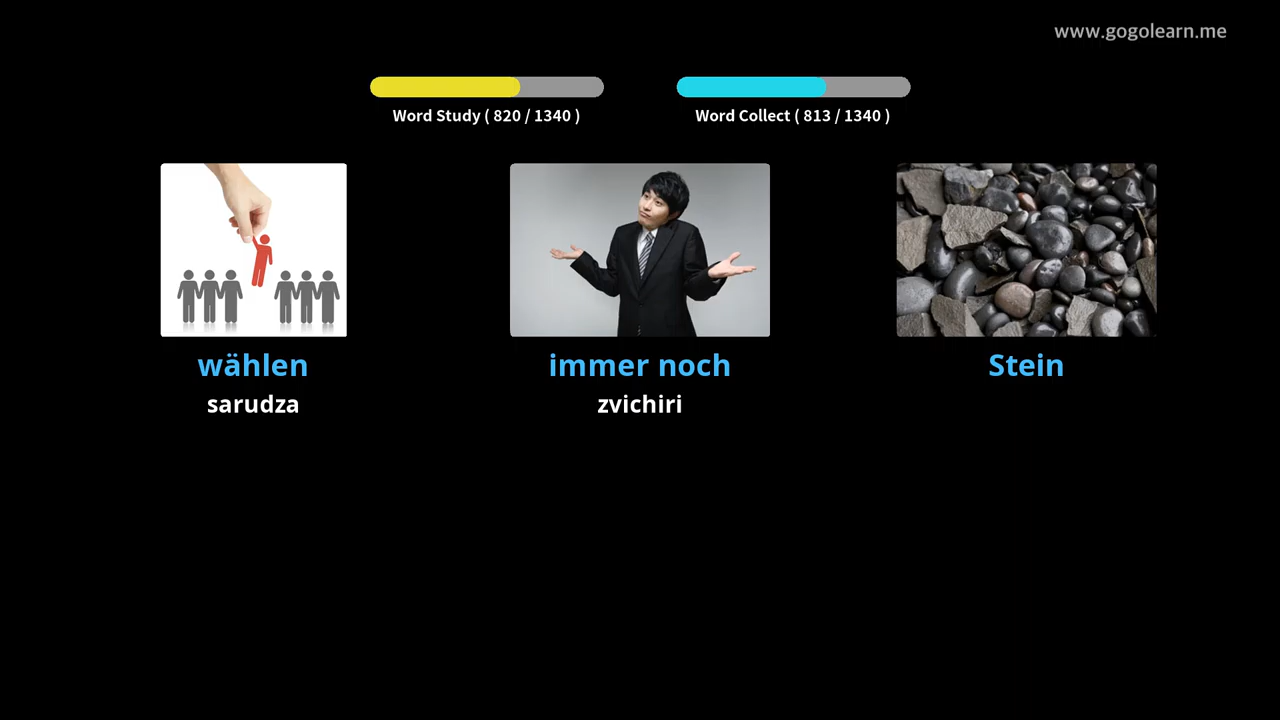 www.gogolearn.me
Word Study ( 820 / 1340 )
Word Collect ( 813 / 1340 )
wählen
sarudza
immer noch
zvichiri
Stein